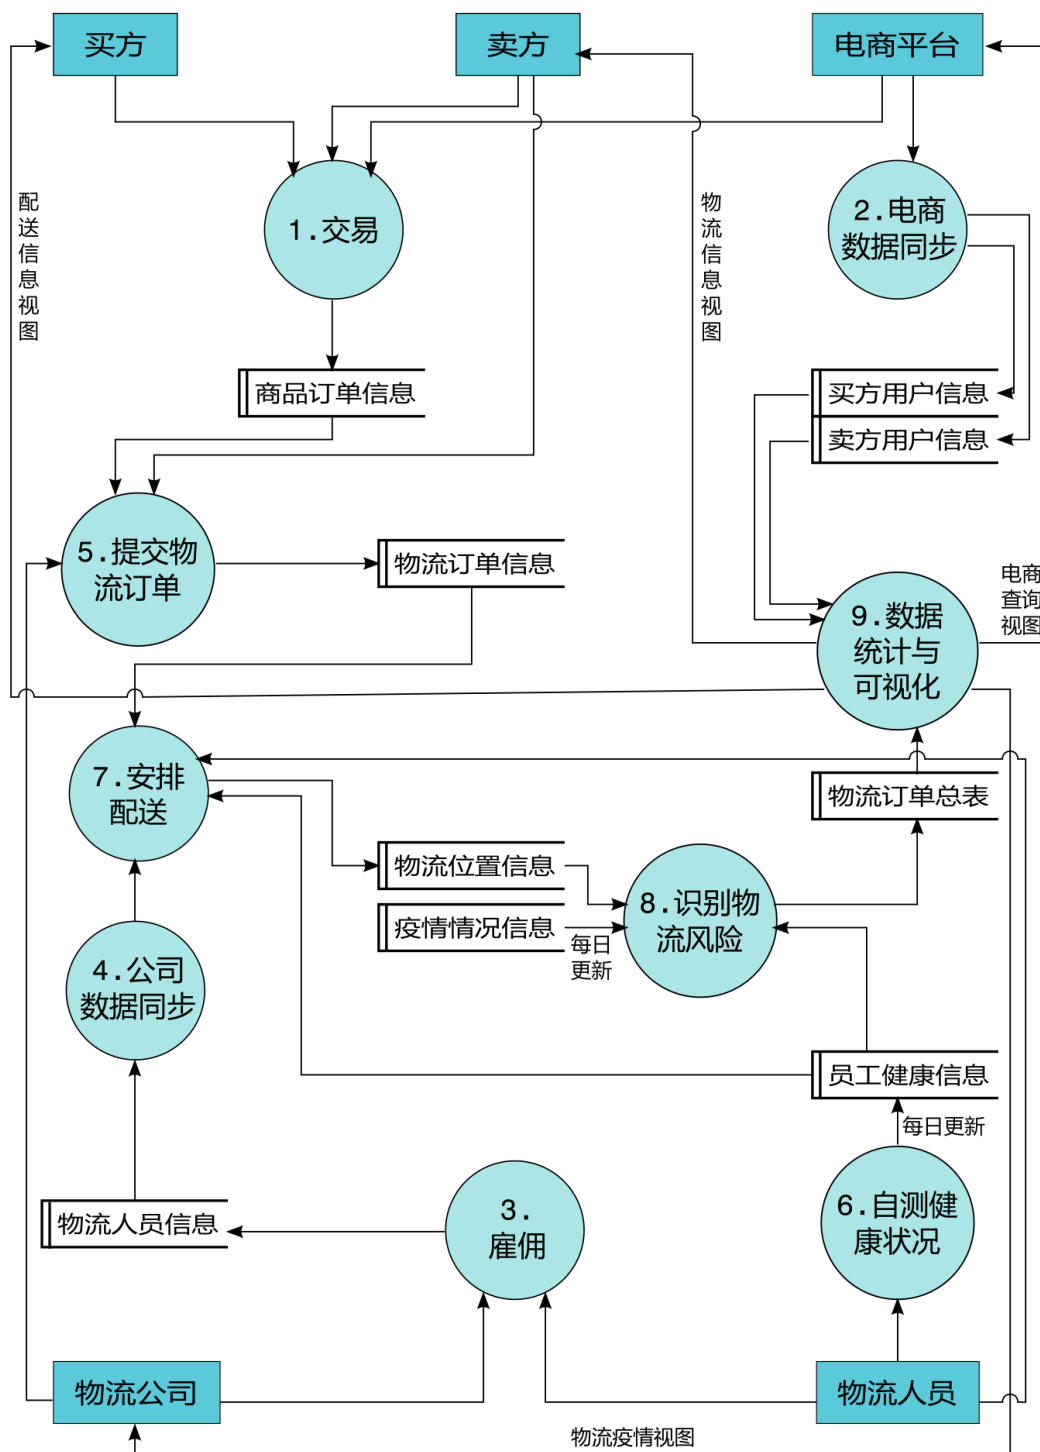 买方
卖方
电商平台
配送信息视图
物流信息视图
1.交易
2.电商
数据同步
商品订单信息
买方用户信息
卖方用户信息
5.提交物
流订单
物流订单信息
电商
查询
视图
9.数据
统计与
可视化
7.安排
配送
物流订单总表
物流位置信息
疫情情况信息
每日
更新
8.识别物
流风险
4.公司
数据同步
员工健康信息
每日更新
物流人员信息
3.
雇佣
6.自测健
康状况
物流公司
物流人员
物流疫情视图